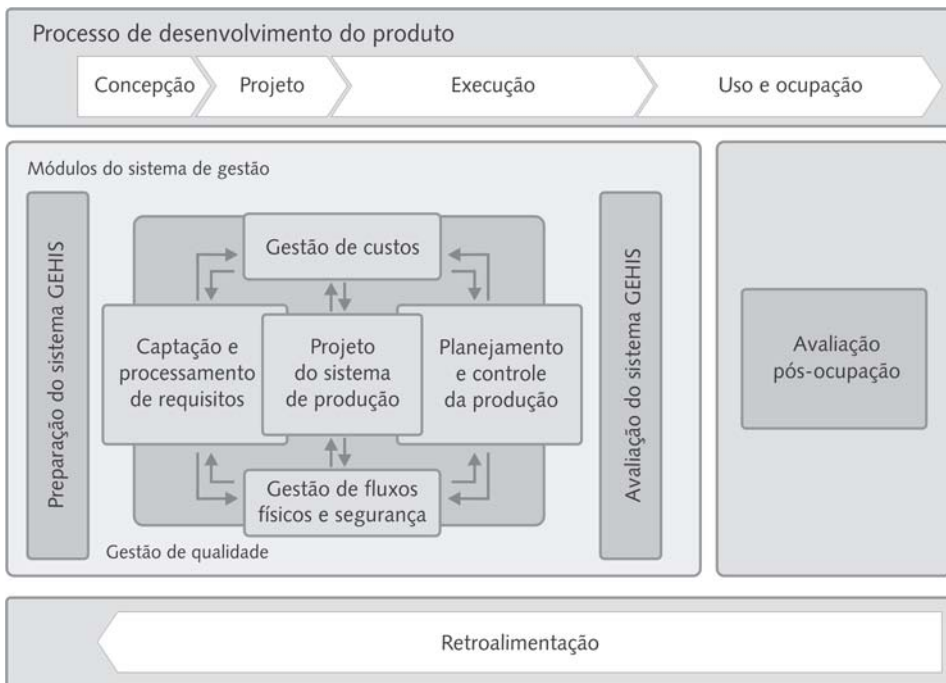 Processo de desenvolvimento do produto
Concepção
Projeto
Execução
Uso e ocupação
Módulos do sistema de gestão
Preparação do sistema GEHIS
Gestão de custos
Captação e
processamento
de requisitos
Projeto
do sistema
de produção
Planejamento
e controle
da produção
Gestão de fluxos
físicos e segurança
Gestão de qualidade
Avaliação do sistema GEHIS
Avaliação
pós-ocupação
Retroalimentação